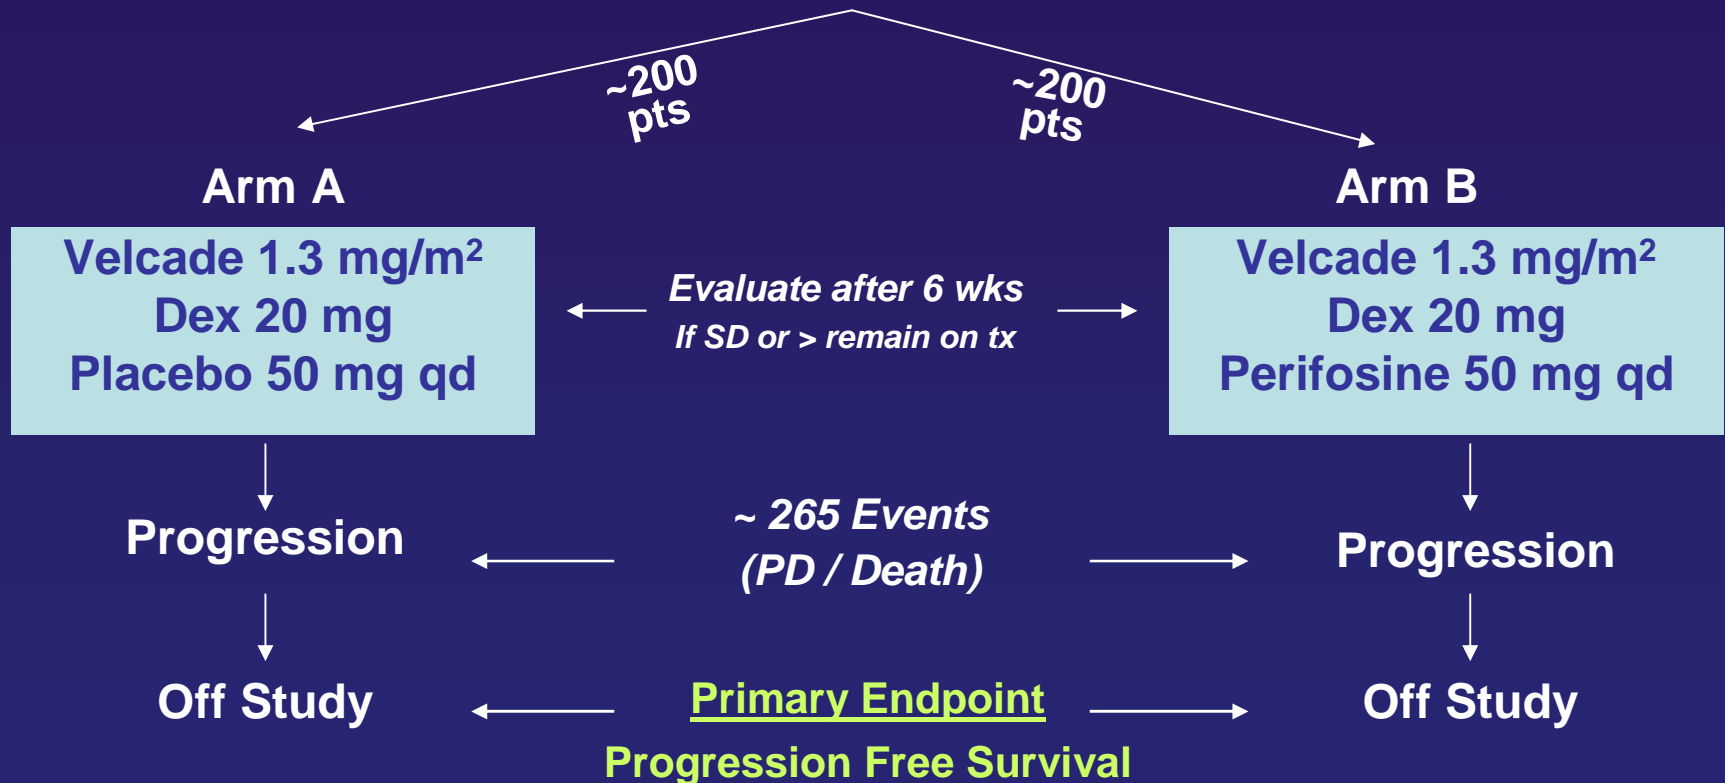 ~200
pts
~200
pts
Arm A
Arm B
Velcade 1.3 mg/m²
Dex 20 mg
Placebo 50 mg qd
Evaluate after 6 wks
If SD or > remain on tx
Velcade 1.3 mg/m²
Dex 20 mg
Perifosine 50 mg qd
Progression
~ 265 Events
(PD / Death)
Progression
Off Study
Primary Endpoint
Progression Free Survival
Off Study